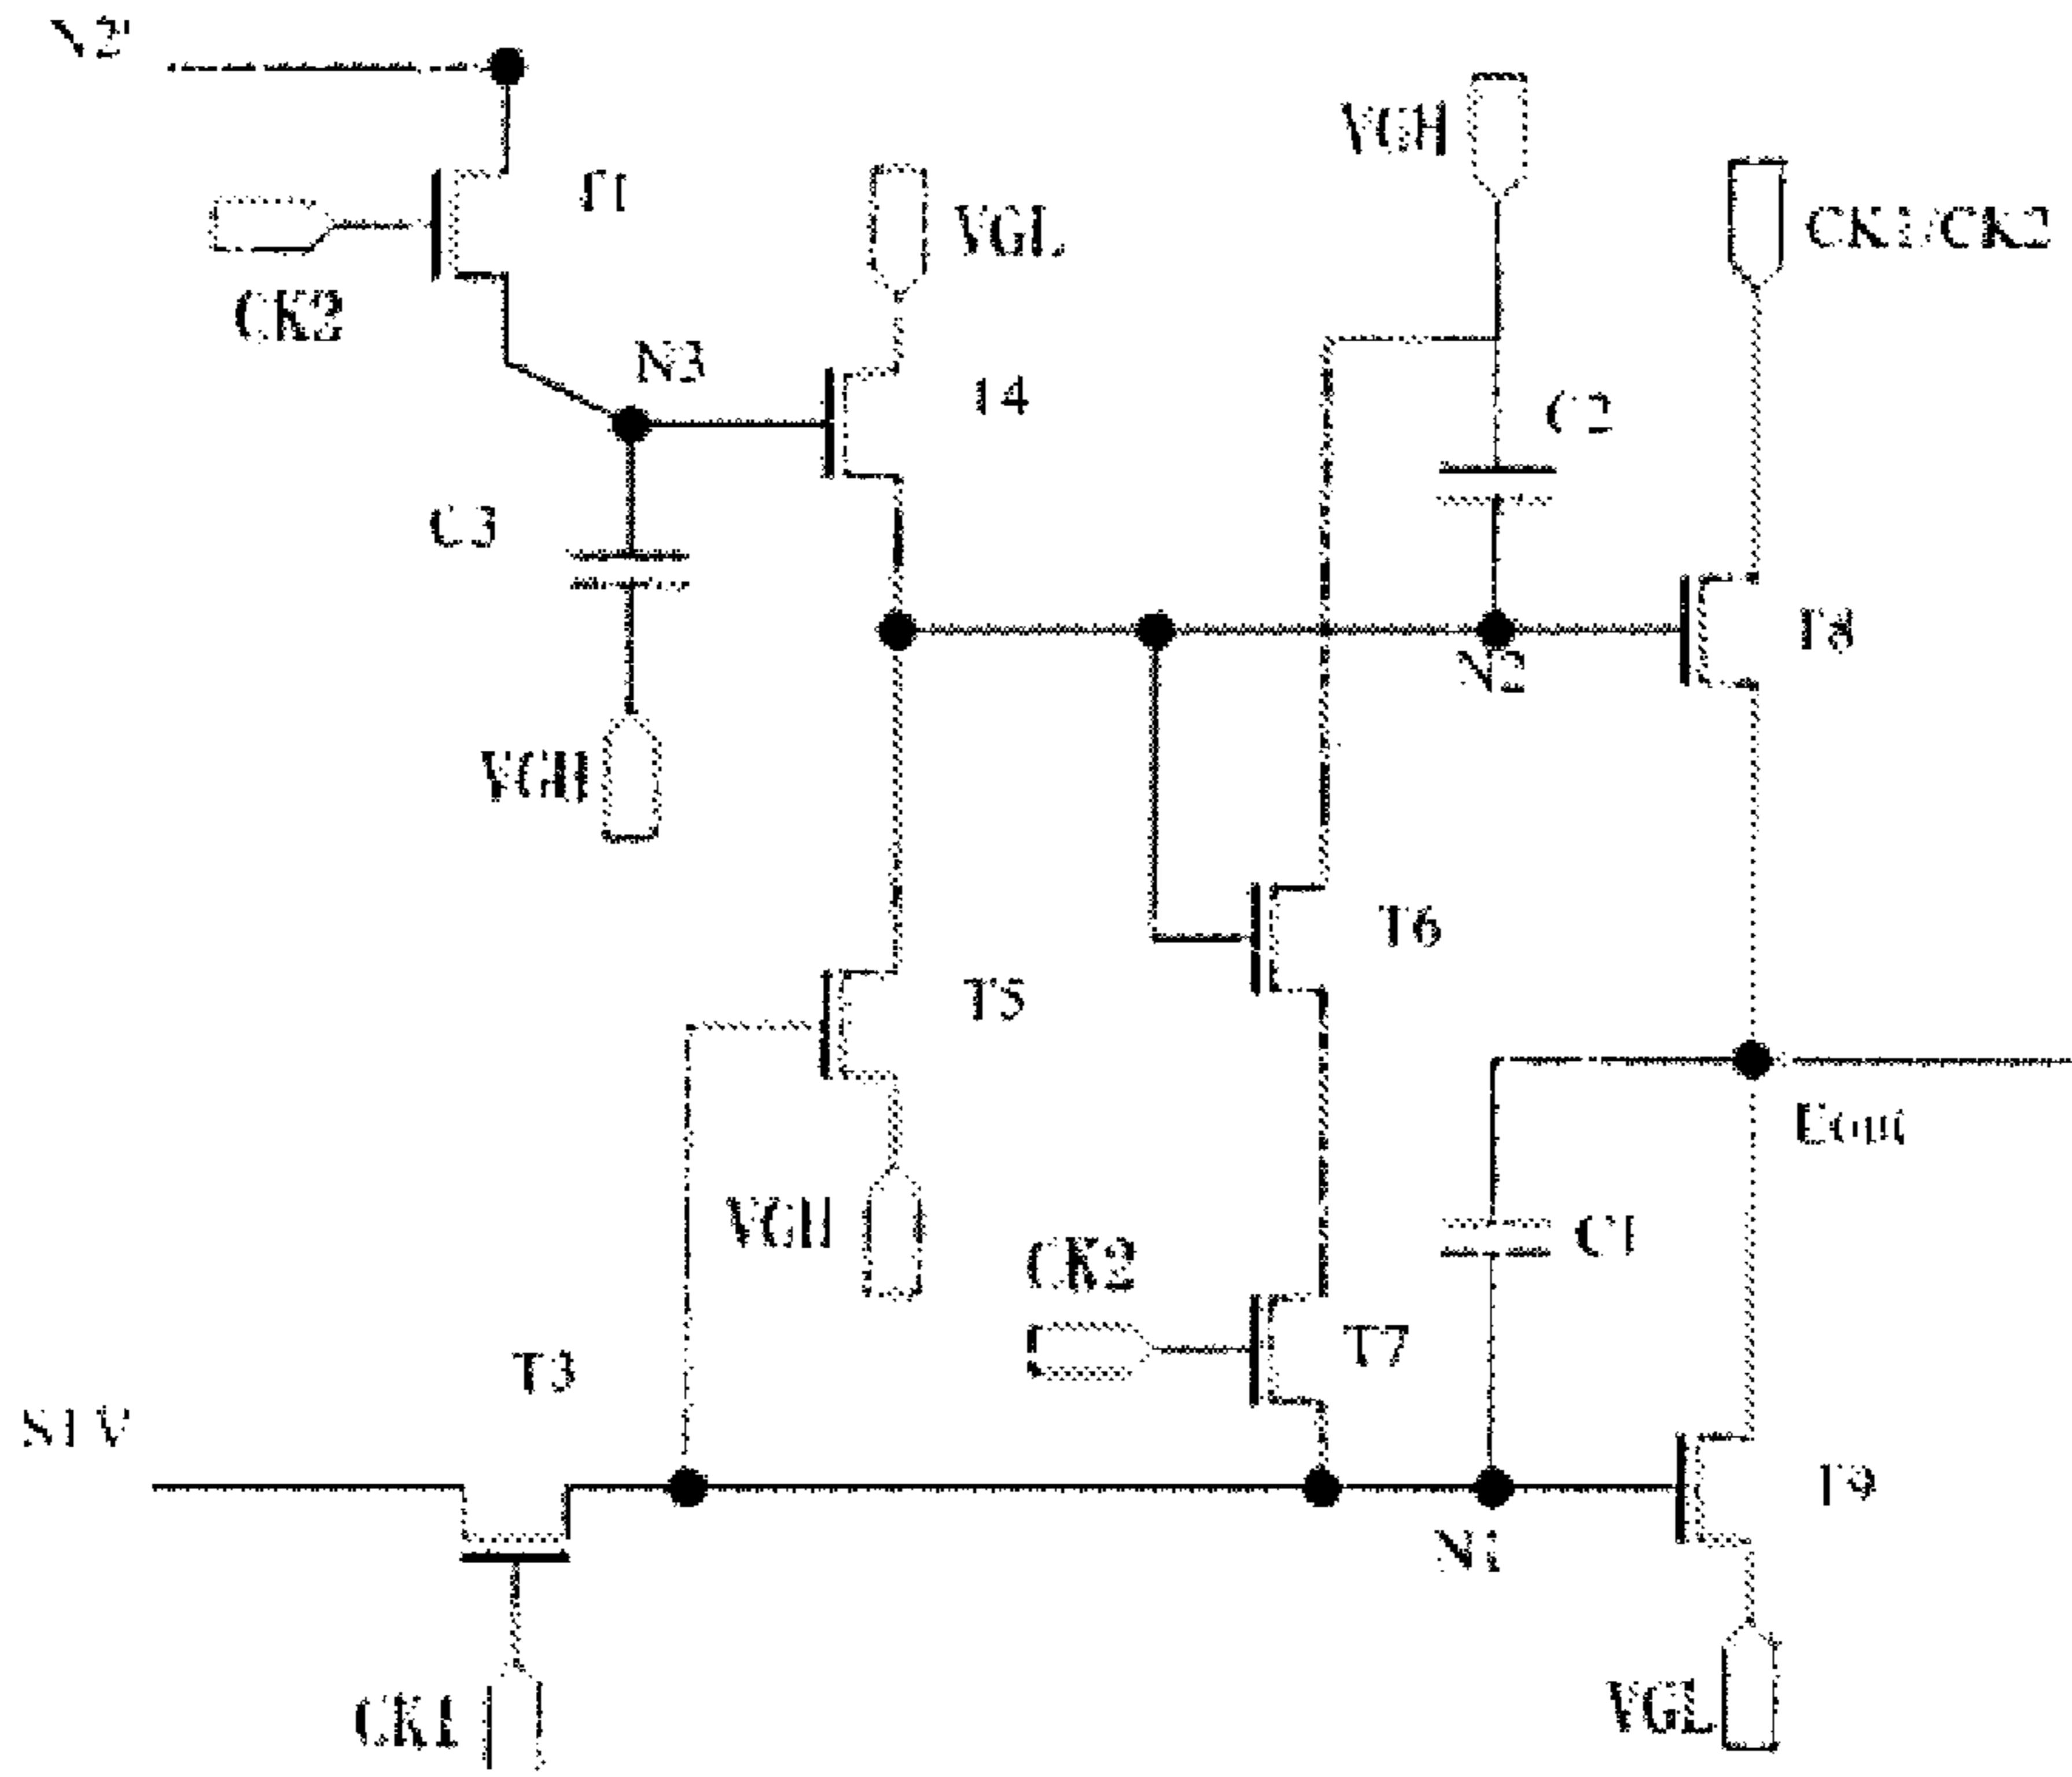 N2'
VGH
T1
VGL
CK1/CK2
CK2
N3
T4
C2
C3
T8
N2
VGH
T6
T5
Eout
VGH
CK2
C1
T7
T3
STV
T9
N1
CK1
VGL